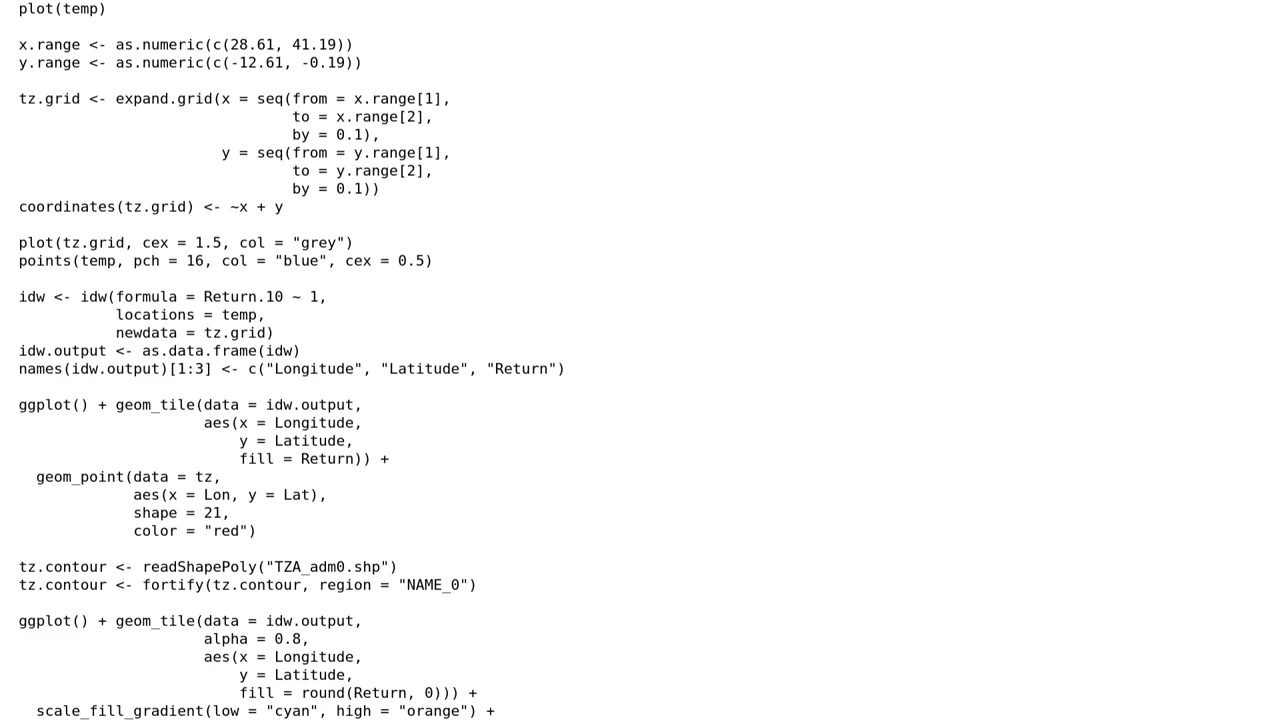 plot(temp)

x.range <- as.numeric(c(28.61, 41.19))
y.range <- as.numeric(c(-12.61, -0.19))

tz.grid <- expand.grid(x = seq(from = x.range[1],
                               to = x.range[2],
                               by = 0.1),
                       y = seq(from = y.range[1],
                               to = y.range[2],
                               by = 0.1))
coordinates(tz.grid) <- ~x + y

plot(tz.grid, cex = 1.5, col = "grey")
points(temp, pch = 16, col = "blue", cex = 0.5)

idw <- idw(formula = Return.10 ~ 1,
           locations = temp,
           newdata = tz.grid)
idw.output <- as.data.frame(idw)
names(idw.output)[1:3] <- c("Longitude", "Latitude", "Return")

ggplot() + geom_tile(data = idw.output,
                     aes(x = Longitude,
                         y = Latitude,
                         fill = Return)) +
  geom_point(data = tz,
             aes(x = Lon, y = Lat),
             shape = 21,
             color = "red")

tz.contour <- readShapePoly("TZA_adm0.shp")
tz.contour <- fortify(tz.contour, region = "NAME_0")

ggplot() + geom_tile(data = idw.output,
                     alpha = 0.8,
                     aes(x = Longitude,
                         y = Latitude,
                         fill = round(Return, 0))) +
  scale_fill_gradient(low = "cyan", high = "orange") +